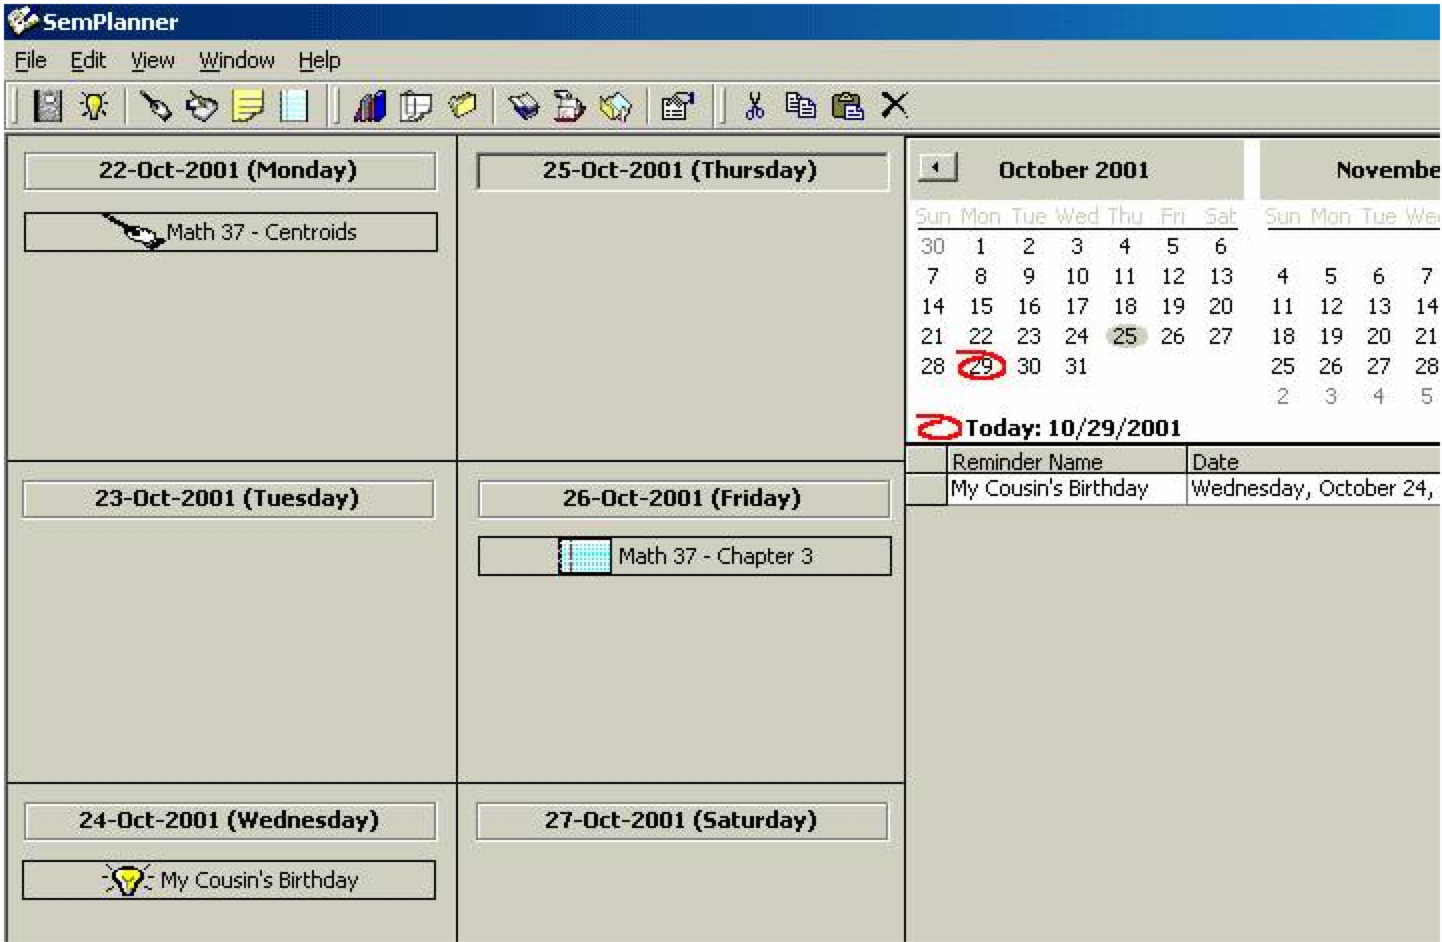 SemPlanner
File Edit View Window Help
22-Oct-2001 (Monday)
Math 37 - Centroids
23-Oct-2001 (Tuesday)
24-Oct-2001 (Wednesday)
My Cousin's Birthday
25-Oct-2001 (Thursday)
26-Oct-2001 (Friday)
Math 37 - Chapter 3
27-Oct-2001 (Saturday)
October 2001
Sun Mon Tue Wed Thu Fri Sat
30 1 2 3 4 5 6
7 8 9 10 11 12 13
14 15 16 17 18 19 20
21 22 23 24 25 26 27
28 29 30 31
Today: 10/29/2001
Novembe
Sun Mon Tue We
4 5 6 7
11 12 13 14
18 19 20 21
25 26 27 28
2 3 4 5
Reminder Name Date
My Cousin's Birthday Wednesday, October 24,